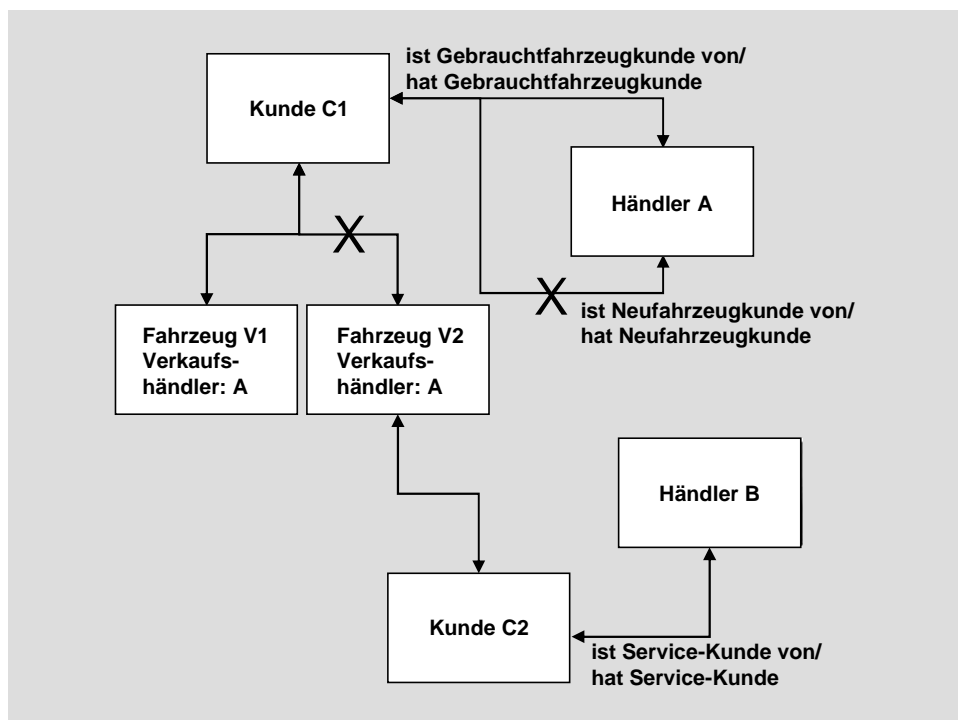 ist Gebrauchtfahrzeugkunde von/
hat Gebrauchtfahrzeugkunde
Kunde C1
Händler A
X
X
ist Neufahrzeugkunde von/
hat Neufahrzeugkunde
Fahrzeug V1
Verkaufs-
händler: A
Fahrzeug V2
Verkaufs-
händler: A
Händler B
Kunde C2
ist Service-Kunde von/
hat Service-Kunde